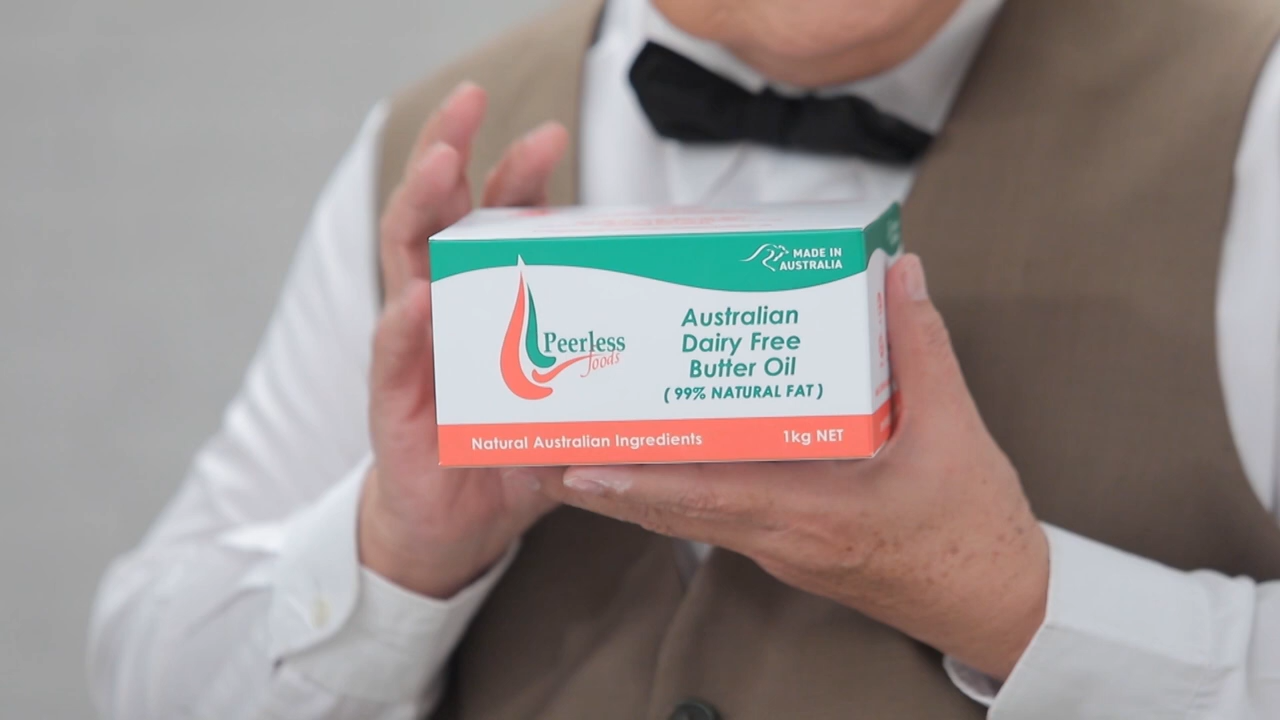 MADE IN
AUSTRALIA
Peerless
foods
Australian
Dairy Free
Butter Oil
( 99% NATURAL FAT )
Natural Australian Ingredients
1kg NET